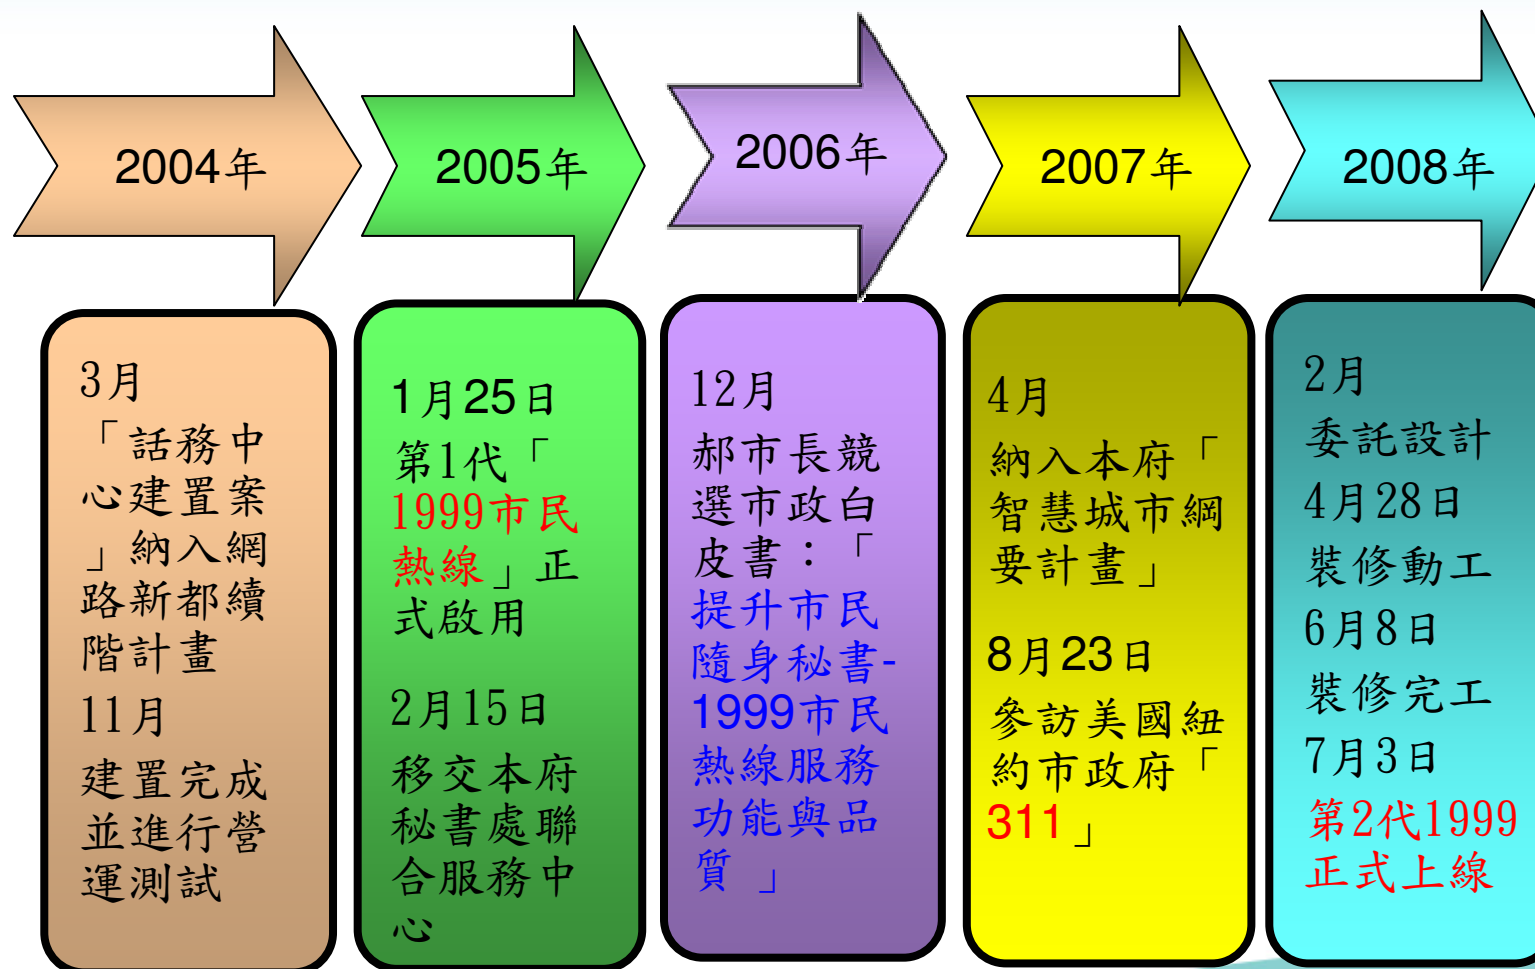 2004年
2005年
2006年
2007年
2008年
3月
「話務中
心建置案
」納入網
路新都續
階計畫
11月
建置完成
並進行營
運測試
1月25日
第1代「
1999市民
熱線」正
式啟用
2月15日
移交本府
秘書處聯
合服務中
心
12月
郝市長競
選市政白
皮書：「
提升市民
隨身秘書-
1999市民
熱線服務
功能與品
質 」
4月
納入本府「
智慧城市綱
要計畫」
8月23日
參訪美國紐
約市政府「
311」
2月
委託設計
4月28日
裝修動工
6月8日
裝修完工
7月3日
第2代1999
正式上線